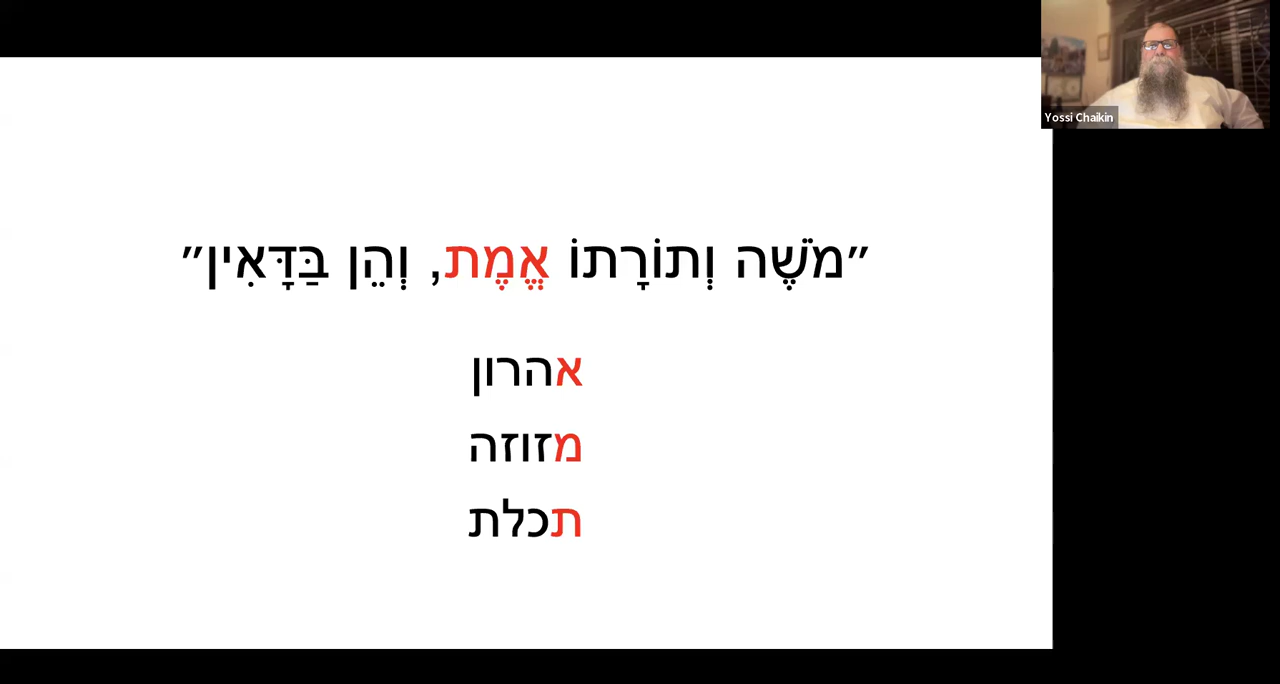 ״מֹשֶׁה וְתוֹרָתוֹ אֱמֶת, וְהֵן בַּדָּאִין״
אהרון
מזוזה
תכלת
Yossi Chaikin